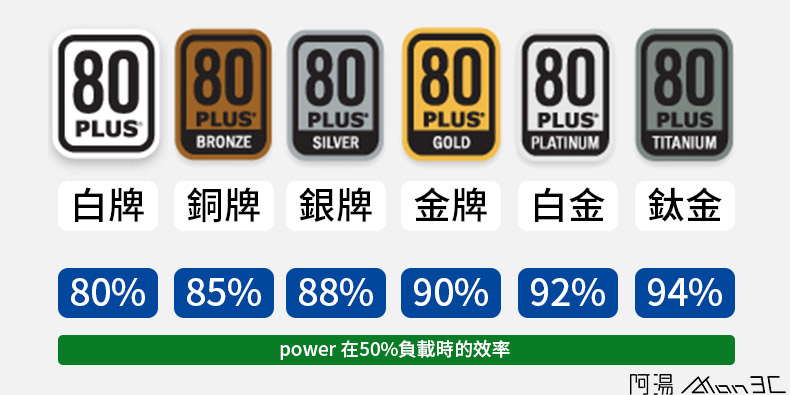 80 PLUS
80 PLUS BRONZE
80 PLUS SILVER
80 PLUS GOLD
80 PLUS PLATINUM
80 PLUS TITANIUM
白牌 銅牌 銀牌 金牌 白金 鈦金
80% 85% 88% 90% 92% 94%
power 在50%負載時的效率
阿湯 Alan3C